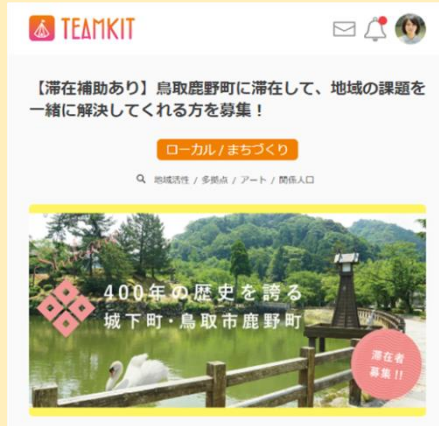 TEAMKIT
【滞在補助あり】鳥取鹿野町に滞在して、地域の課題を
一緒に解決してくれる方を募集！
ローカル / まちづくり
地域活性 / 多拠点 / アート / 関係人口
400年の歴史を誇る
城下町・鳥取市鹿野町
滞在者
募集!!